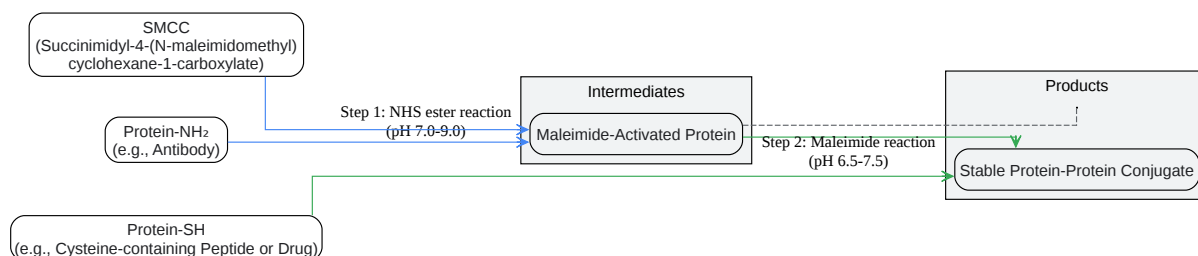 SMCC
(Succinimidyl-4-(N-maleimidomethyl)
cyclohexane-1-carboxylate)
Protein-NH₂
(e.g., Antibody)
Protein-SH
(e.g., Cysteine-containing Peptide or Drug)
Step 1: NHS ester reaction
(pH 7.0-9.0)
Intermediates
Maleimide-Activated Protein
Step 2: Maleimide reaction
(pH 6.5-7.5)
Products
Stable Protein-Protein Conjugate